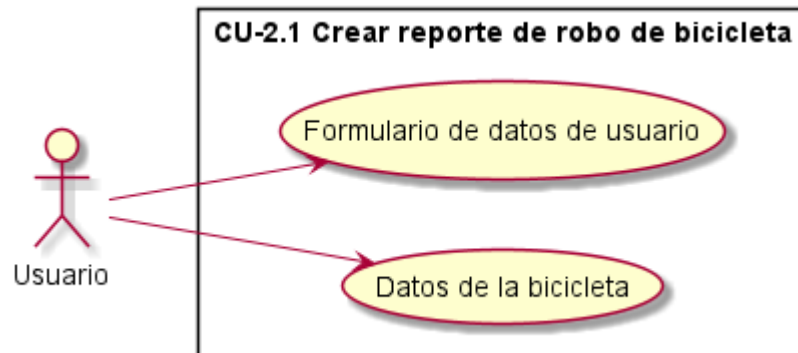 CU-2.1 Crear reporte de robo de bicicleta
Formulario de datos de usuario
Usuario
Datos de la bicicleta